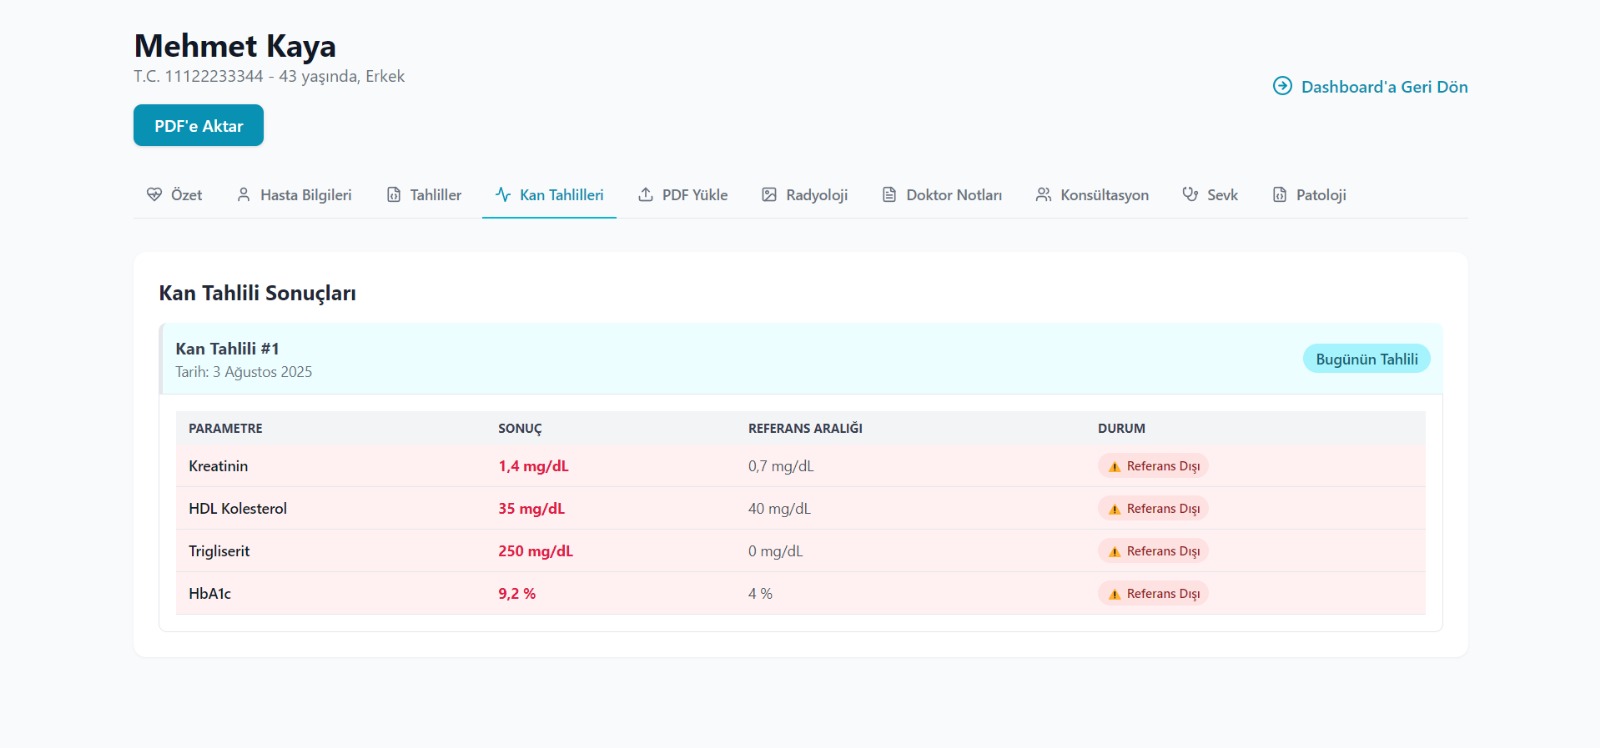 Mehmet Kaya
T.C. 11122233344 - 43 yaşında, Erkek
Dashboard'a Geri Dön
PDF'e Aktar
Özet Hasta Bilgileri Tahliller Kan Tahlilleri PDF Yükle Radyoloji Doktor Notları Konsültasyon Sevk Patoloji
Kan Tahlili Sonuçları
Kan Tahlili #1
Tarih: 3 Ağustos 2025
Bugünün Tahlili
PARAMETRE SONUÇ REFERANS ARALIĞI DURUM
Kreatinin 1,4 mg/dL 0,7 mg/dL Referans Dışı
HDL Kolesterol 35 mg/dL 40 mg/dL Referans Dışı
Trigliserit 250 mg/dL 0 mg/dL Referans Dışı
HbA1c 9,2 % 4 % Referans Dışı